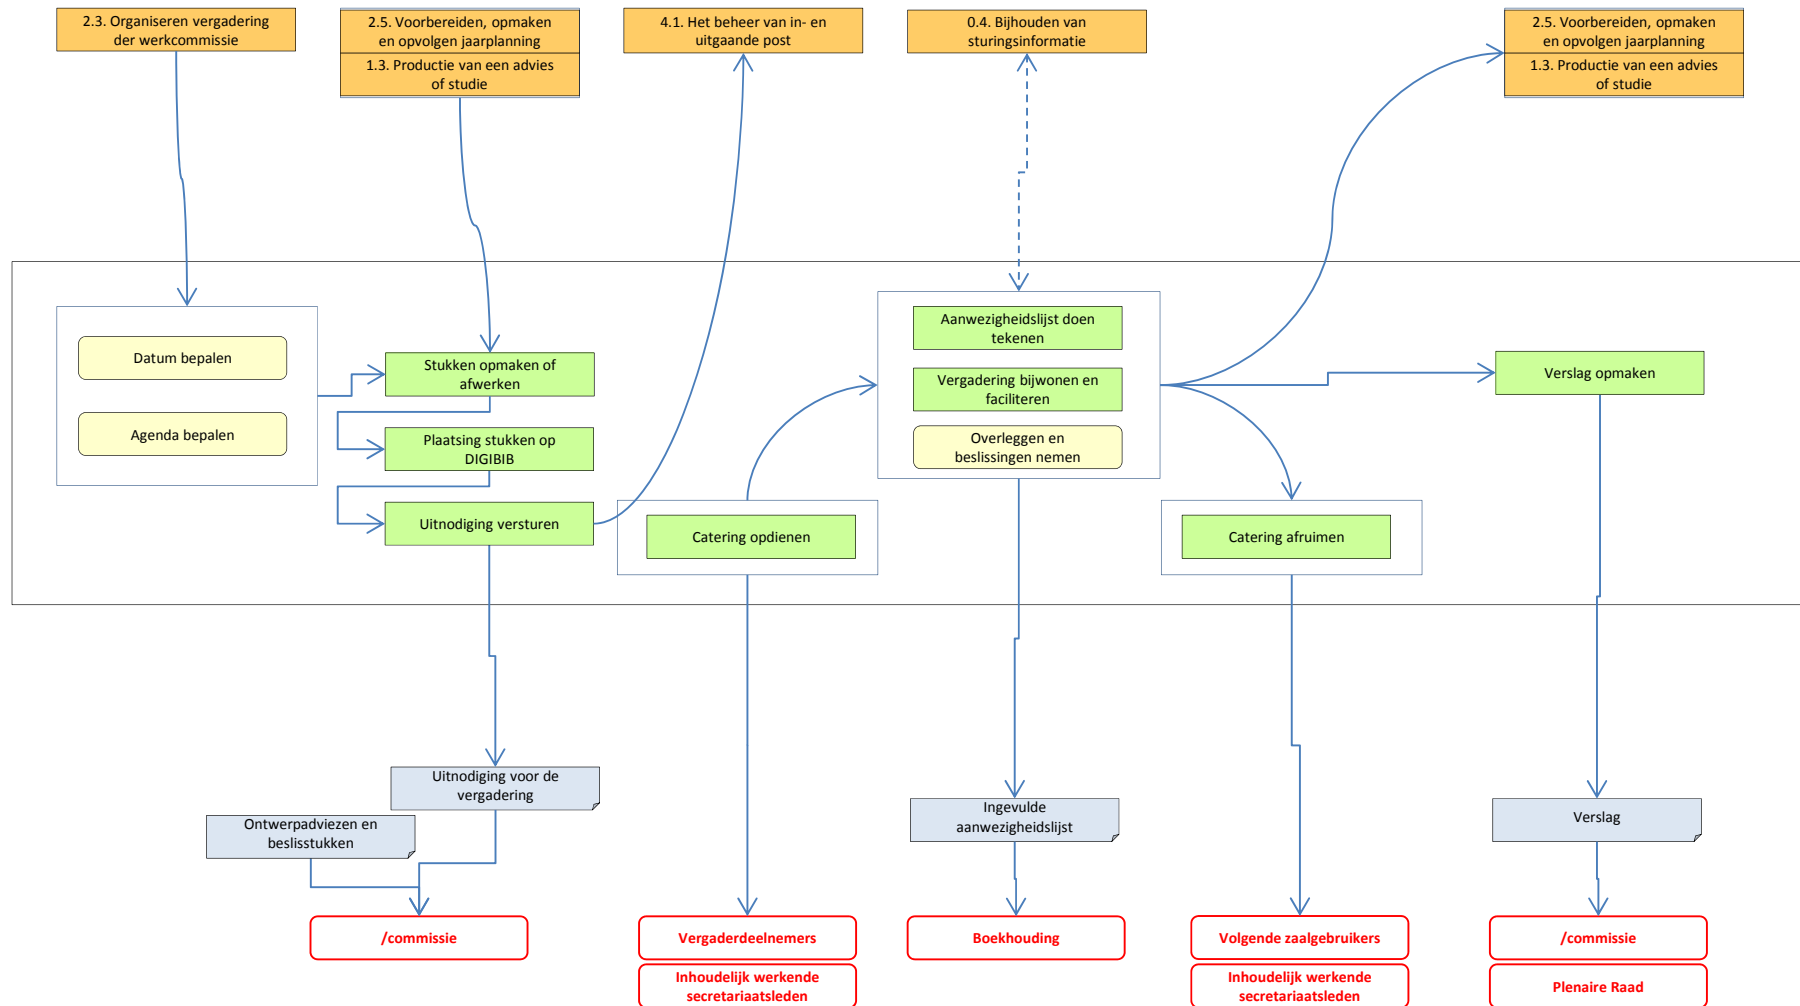 2.3. Organiseren vergadering
der werkcommissie
2.5. Voorbereiden, opmaken
en opvolgen jaarplanning
1.3. Productie van een advies
of studie
4.1. Het beheer van in- en
uitgaande post
0.4. Bijhouden van
sturingsinformatie
2.5. Voorbereiden, opmaken
en opvolgen jaarplanning
1.3. Productie van een advies
of studie
Datum bepalen
Agenda bepalen
Stukken opmaken of
afwerken
Plaatsing stukken op
DIGIBIB
Uitnodiging versturen
Catering opdienen
Aanwezigheidslijst doen
tekenen
Vergadering bijwonen en
faciliteren
Overleggen en
beslissingen nemen
Catering afruimen
Verslag opmaken
Uitnodiging voor de
vergadering
Ontwerpadviezen en
beslisstukken
Ingevulde
aanwezigheidslijst
Verslag
/commissie
Vergaderdeelnemers
Inhoudelijk werkende
secretariaatsleden
Boekhouding
Volgende zaalgebruikers
Inhoudelijk werkende
secretariaatsleden
/commissie
Plenaire Raad